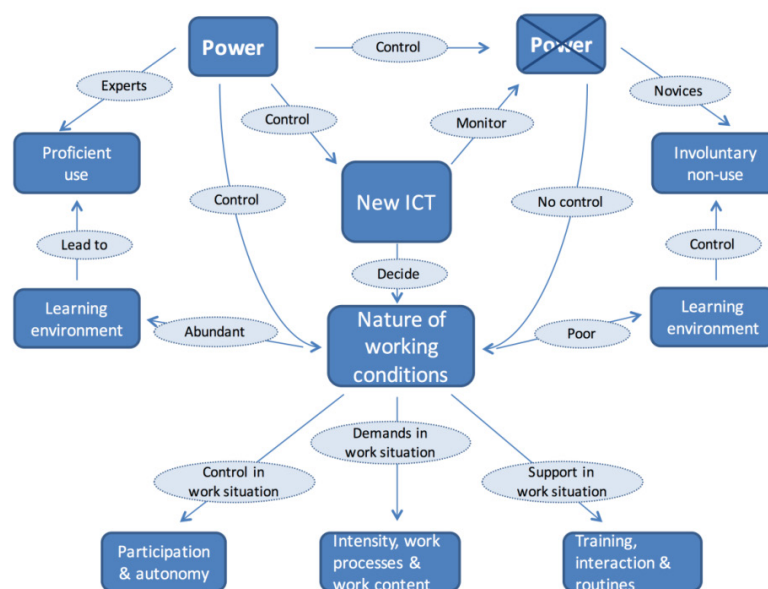 Power
Control
Power
Experts
Control
Monitor
Novices
Proficient
use
New ICT
Involuntary
non-use
Control
No control
Lead to
Decide
Control
Learning
environment
Abundant
Nature of
working
conditions
Poor
Learning
environment
Demands in
work situation
Control in
work situation
Support in
work situation
Participation
& autonomy
Intensity, work
processes &
work content
Training,
interaction &
routines